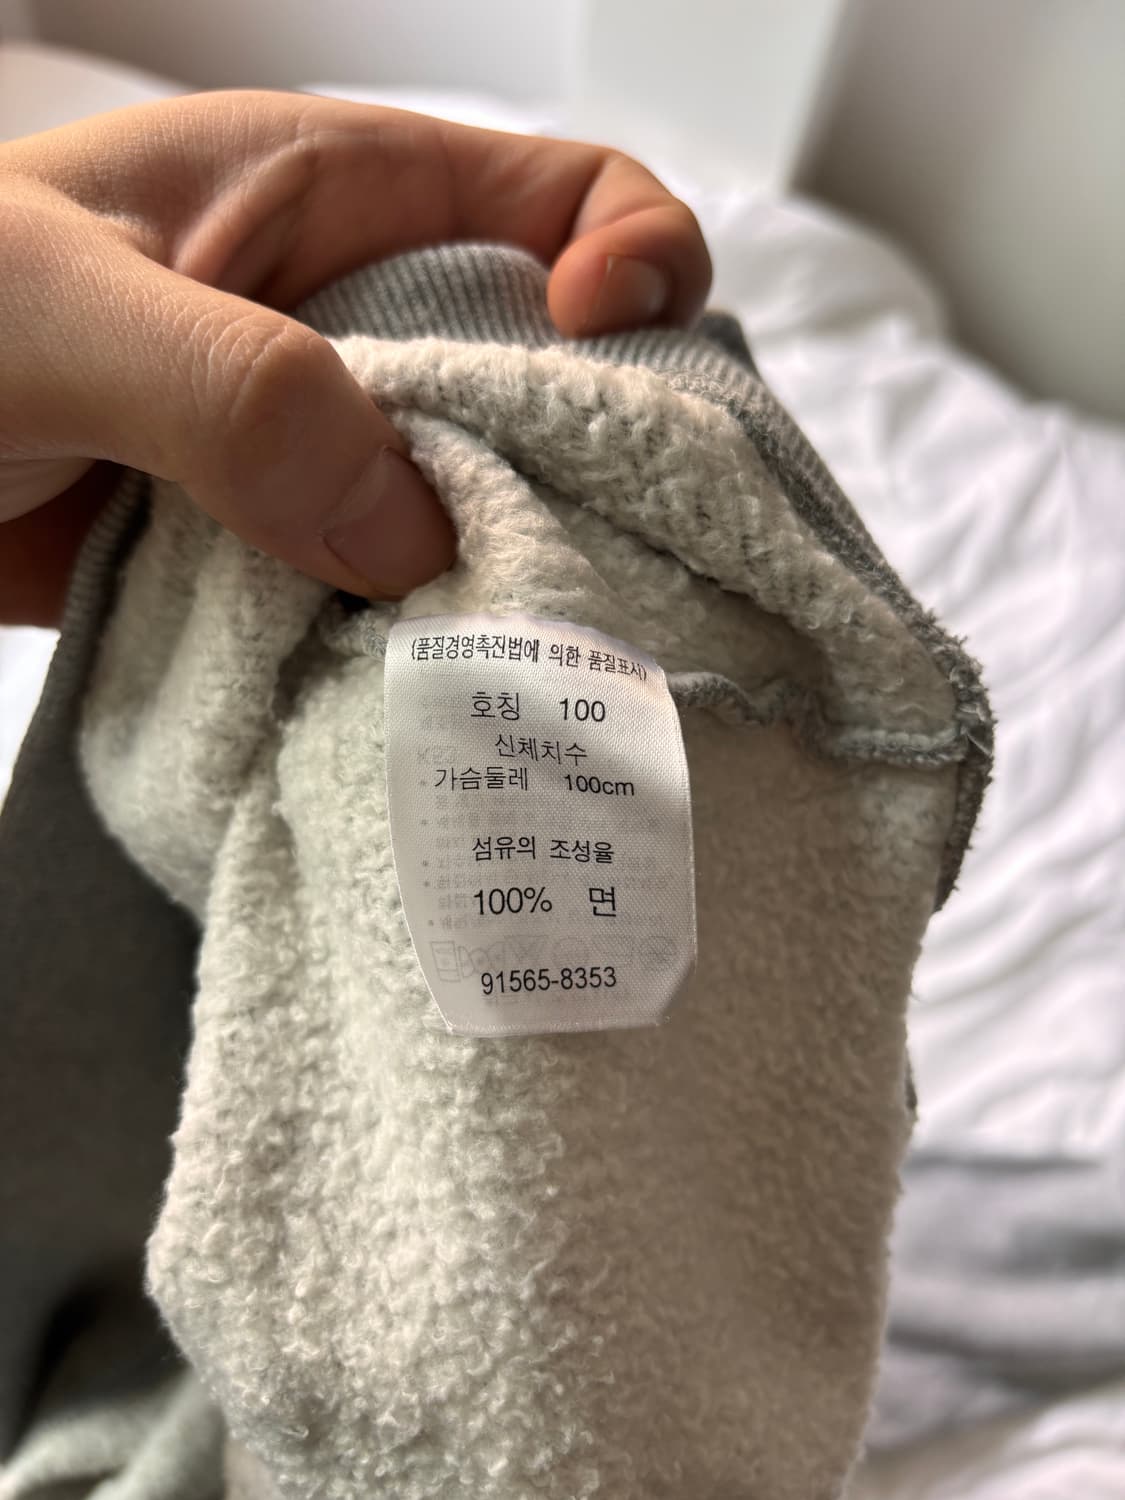 (품질경영촉진법에 의한 품질표시)
호칭 100
신체치수
가슴둘레 100cm
섬유의 조성율
100% 면
91565-8353